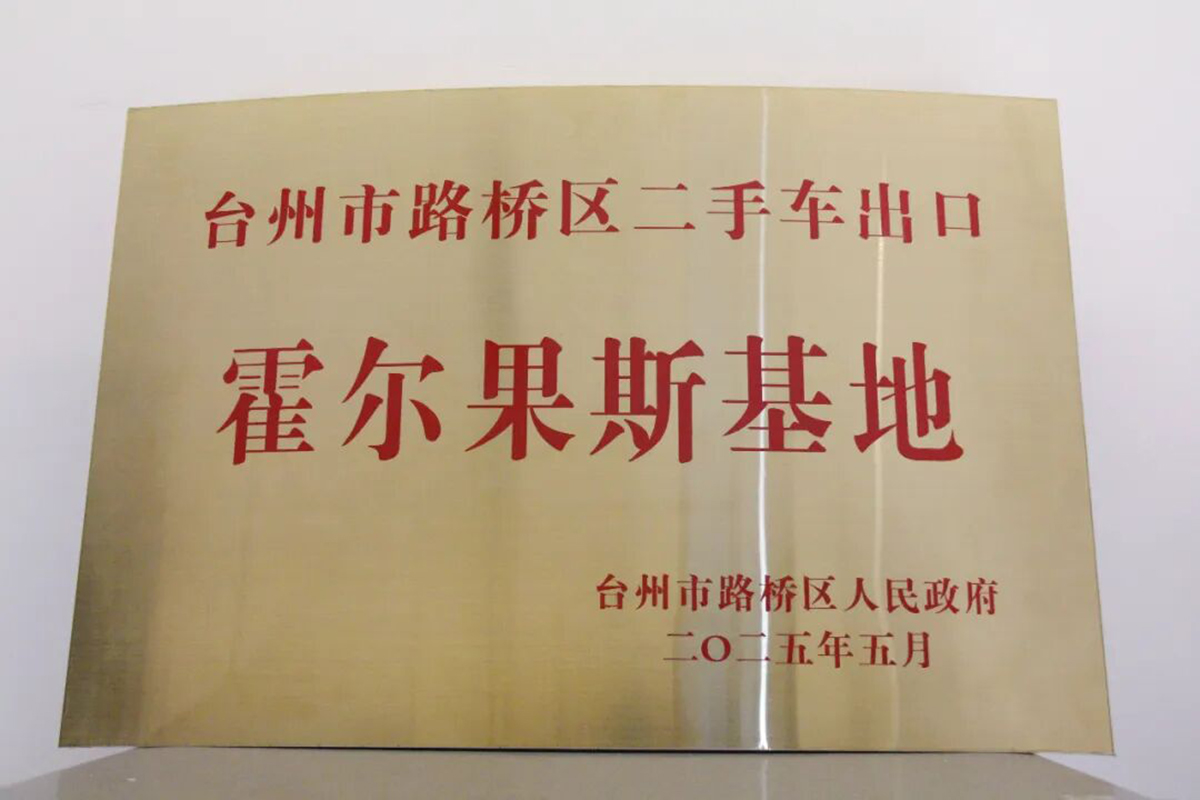 台州市路桥区二手车出口
霍尔果斯基地
台州市路桥区人民政府
二〇二五年五月